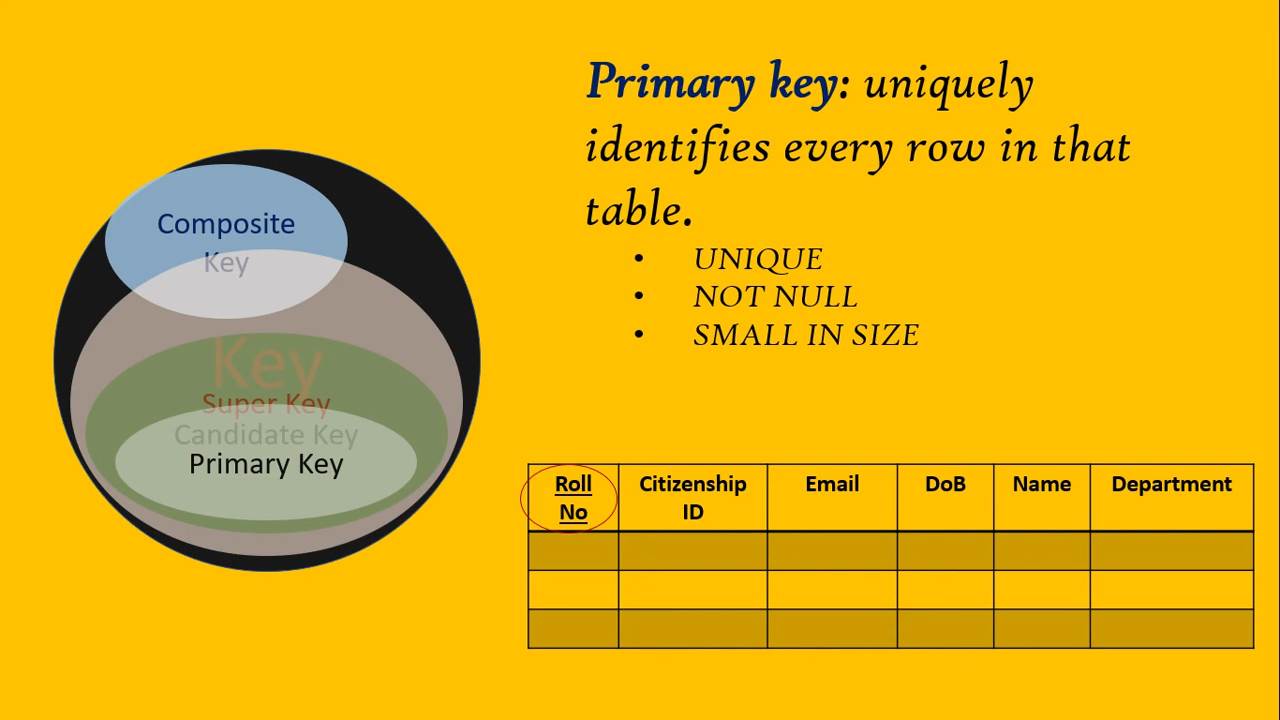 Composite
Key
Key
Super Key
Candidate Key
Primary Key
Primary key: uniquely
identifies every row in that
table.
• UNIQUE
• NOT NULL
• SMALL IN SIZE
Roll No Citizenship ID Email DoB Name Department